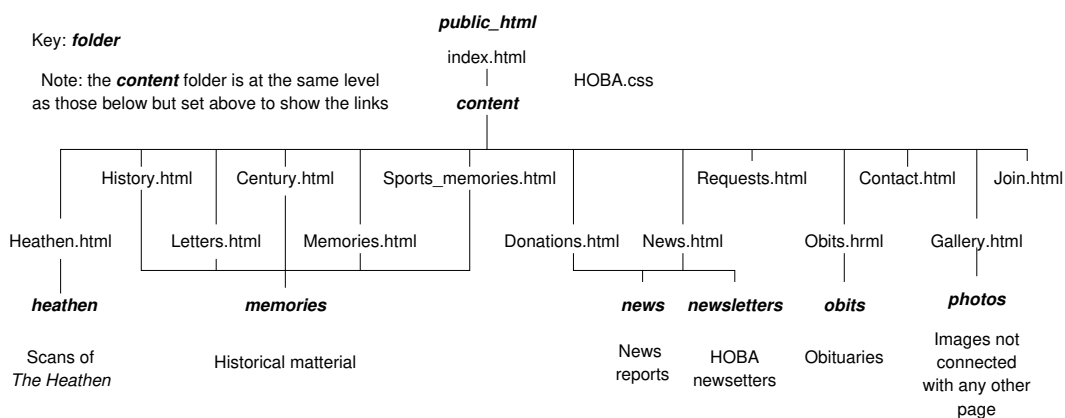 public_html
Key: folder
index.html
Note: the content folder is at the same level
as those below but set above to show the links
HOBA.css
content
History.html
Century.html
Sports_memories.html
Requests.html
Contact.html
Join.html
Heathen.html
Letters.html
Memories.html
Donations.html
News.html
Obits.hrml
Gallery.html
heathen
memories
news
newsletters
obits
photos
Scans of
The Heathen
Historical matterial
News
reports
HOBA
newsetters
Obituaries
Images not
connected
with any other
page